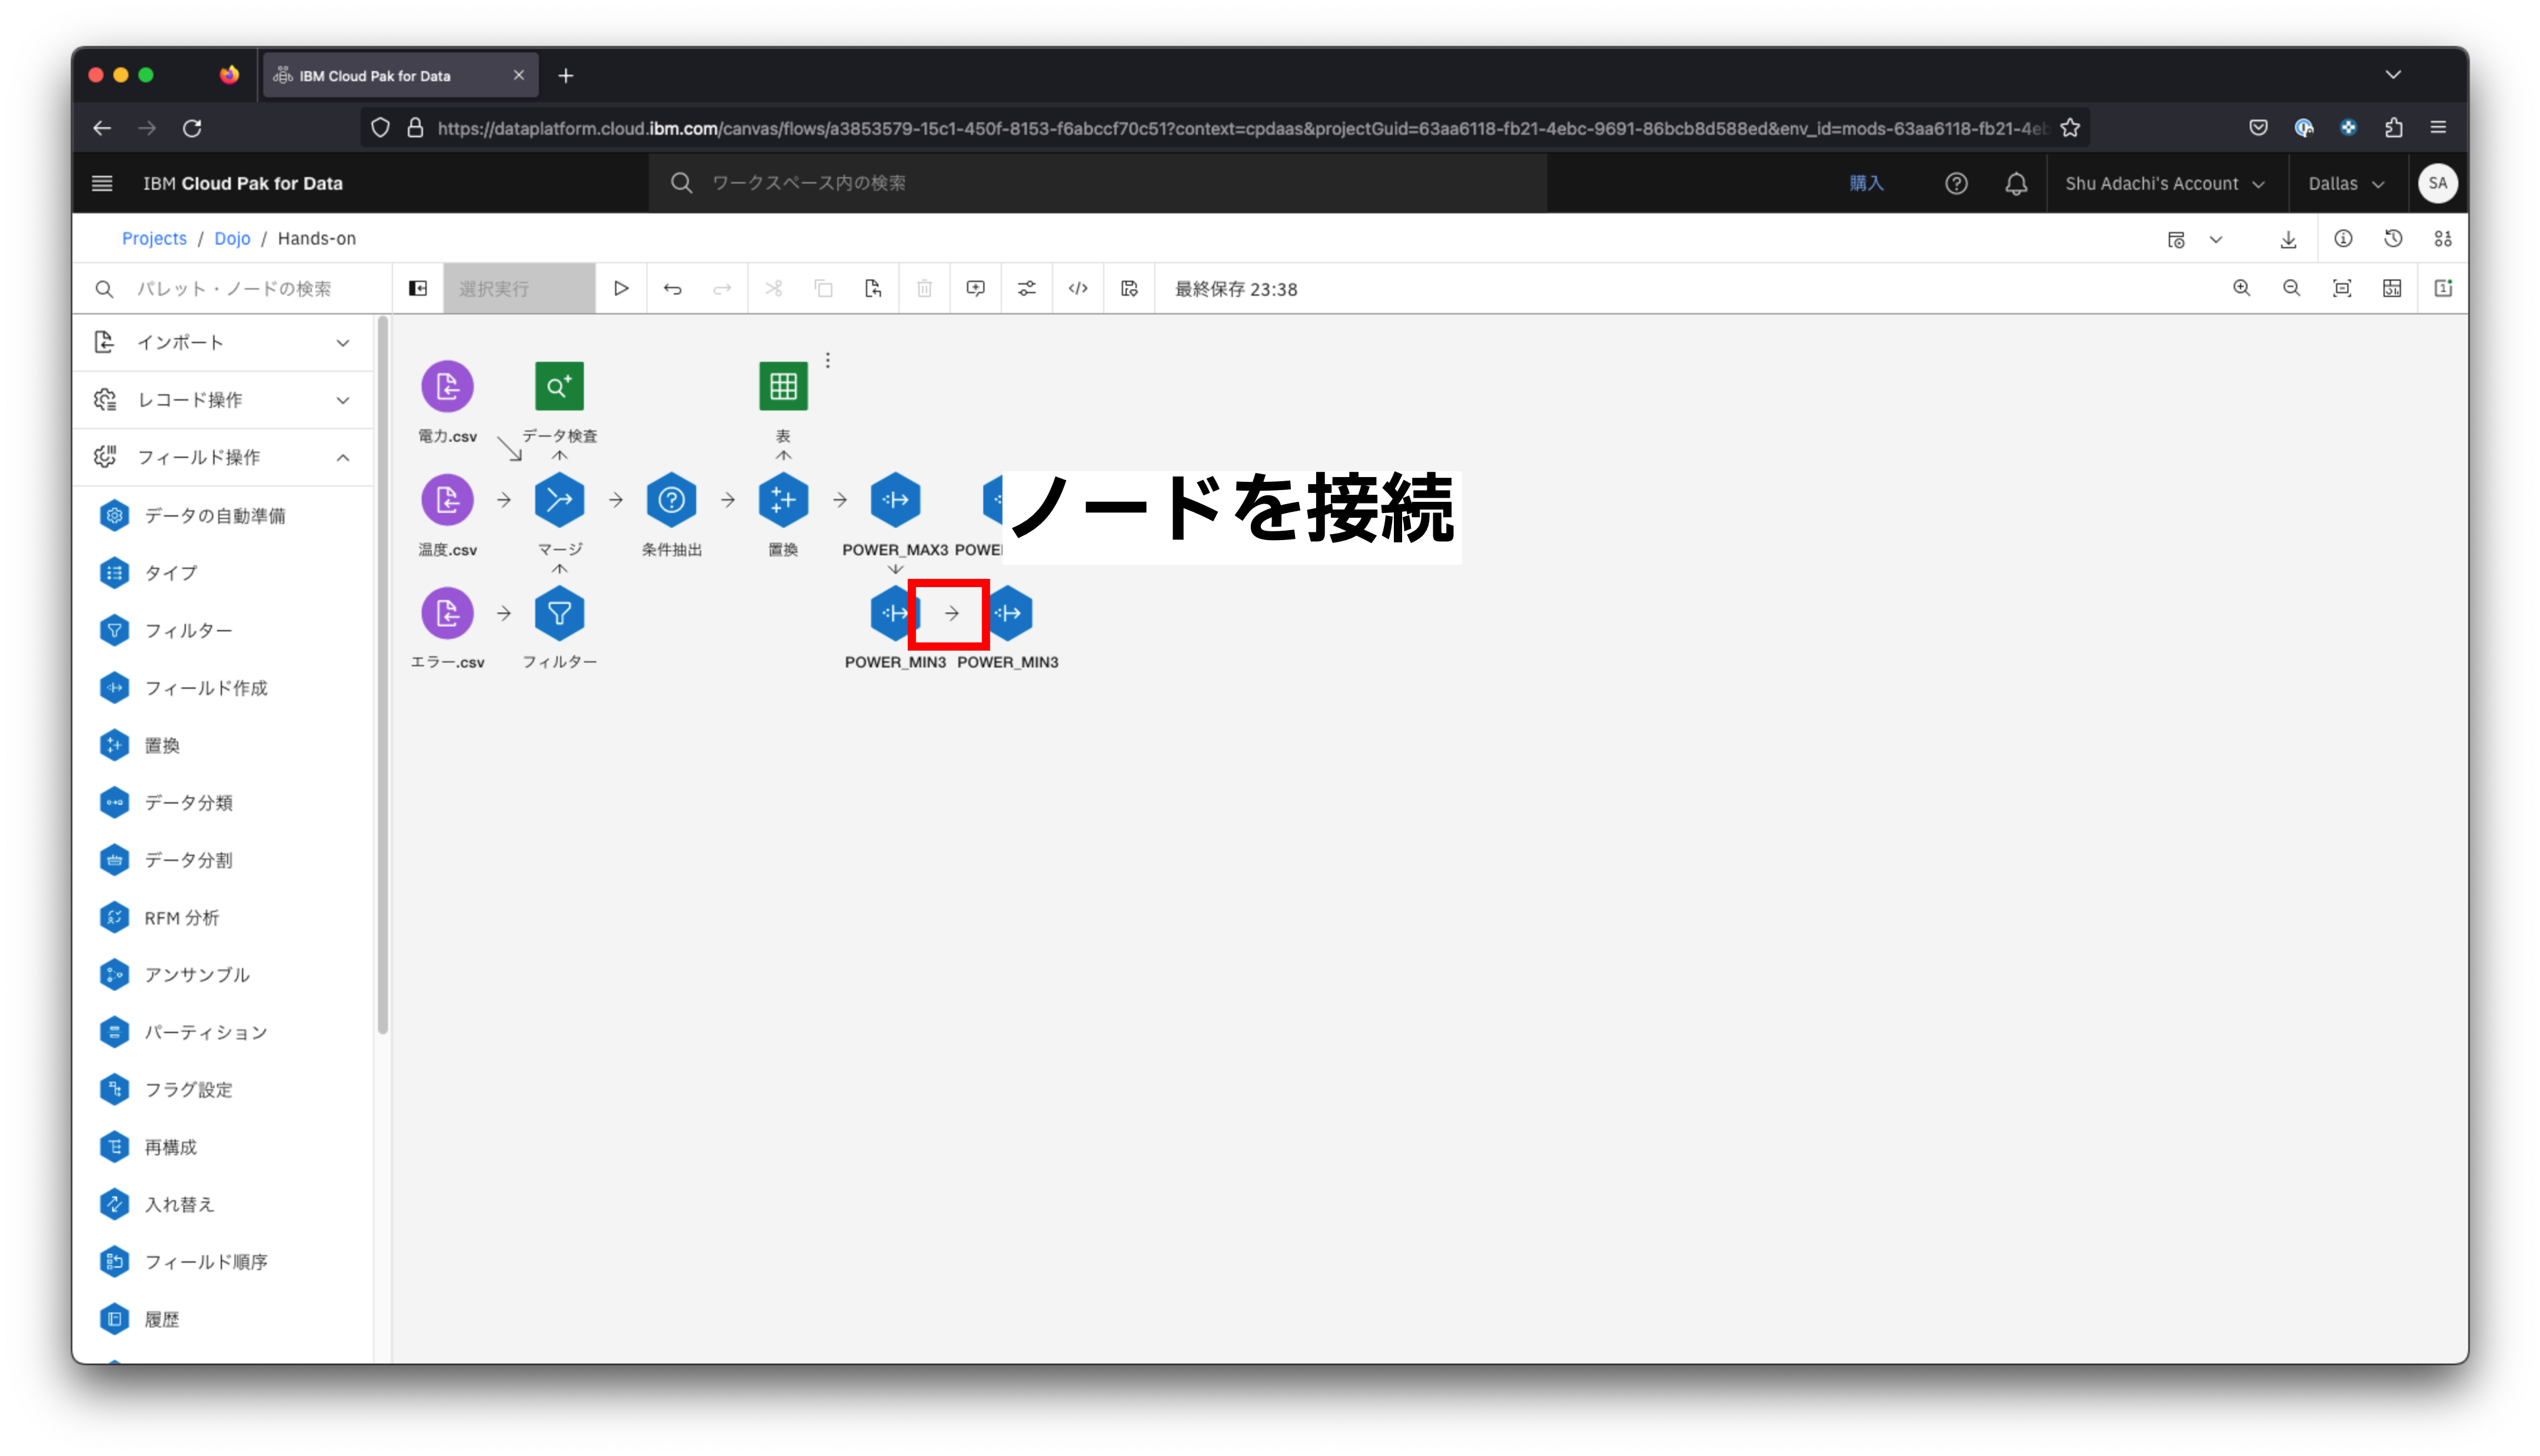 IBM Cloud Pak for Data
https://dataplatform.cloud.ibm.com/canvas/flows/a3853579-15c1-450f-8153-f6abccf70c51?context=cpdaas&projectGuid=63aa6118-fb21-4ebc-9691-86bcb8d588ed&env_id=mods-63aa6118-fb21-4eb
IBM Cloud Pak for Data
ワークスペース内の検索
購入
Shu Adachi's Account
Dallas
SA
Projects / Dojo / Hands-on
パレット・ノードの検索
選択実行
最終保存 23:38
インポート
レコード操作
フィールド操作
データの自動準備
タイプ
フィルター
フィールド作成
置換
データ分類
データ分割
RFM 分析
アンサンブル
パーティション
フラグ設定
再構成
入れ替え
フィールド順序
履歴
電力.csv
データ検査
表
温度.csv
マージ
条件抽出
置換
POWER_MAX3
POWE
ノードを接続
エラー.csv
フィルター
POWER_MIN3
POWER_MIN3